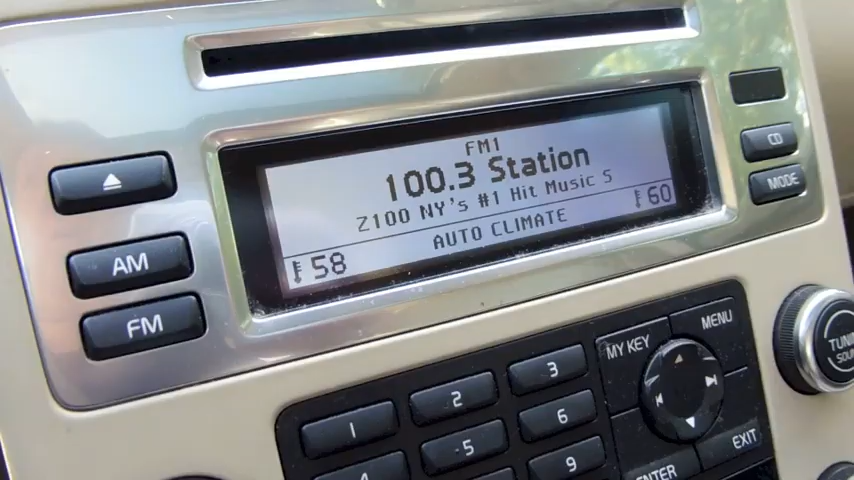 FM1
100.3 Station
Z100 NY's #1 Hit Music S
AUTO CLIMATE
58
60
CD
MODE
AM
FM
MY KEY
MENU
1
2
3
4
5
6
9
ENTER
EXIT